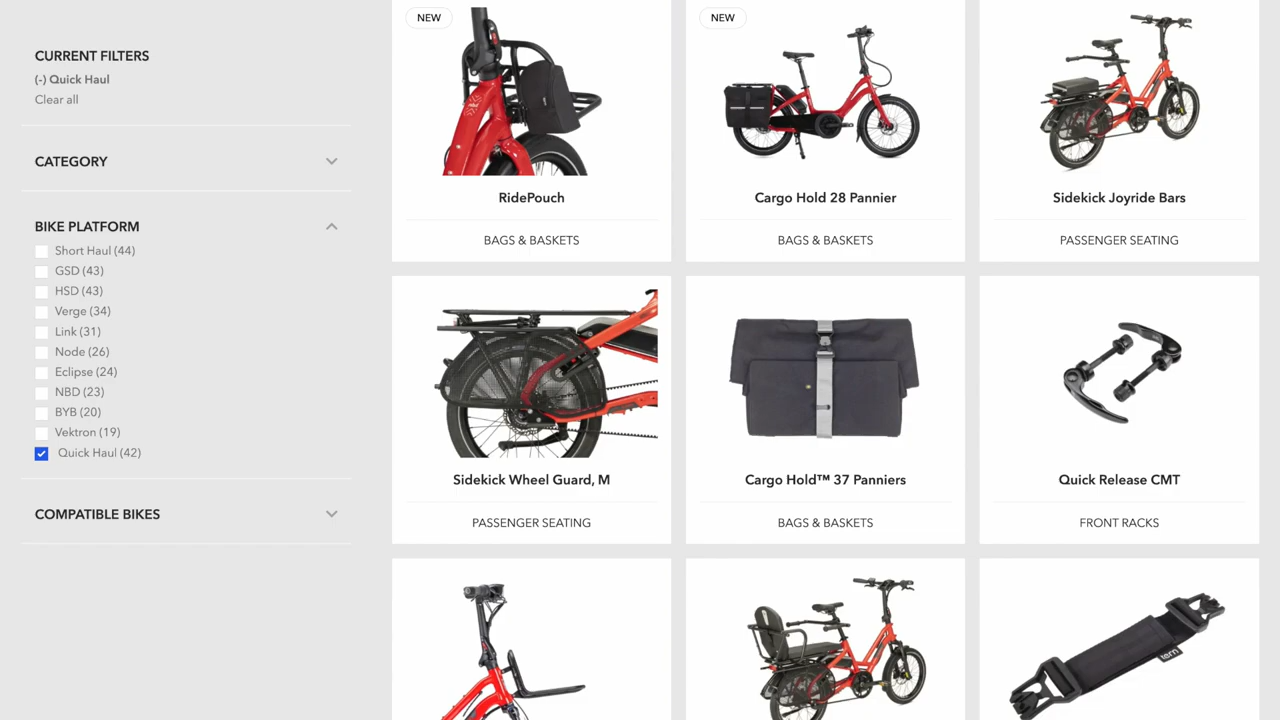 CURRENT FILTERS
(-) Quick Haul
Clear all
CATEGORY
BIKE PLATFORM
Short Haul (44)
GSD (43)
HSD (43)
Verge (34)
Link (31)
Node (26)
Eclipse (24)
NBD (23)
BYB (20)
Vektron (19)
Quick Haul (42)
COMPATIBLE BIKES
NEW
RidePouch
BAGS & BASKETS
NEW
Cargo Hold 28 Pannier
BAGS & BASKETS
Sidekick Joyride Bars
PASSENGER SEATING
Sidekick Wheel Guard, M
PASSENGER SEATING
Cargo Hold™ 37 Panniers
BAGS & BASKETS
Quick Release CMT
FRONT RACKS
tern